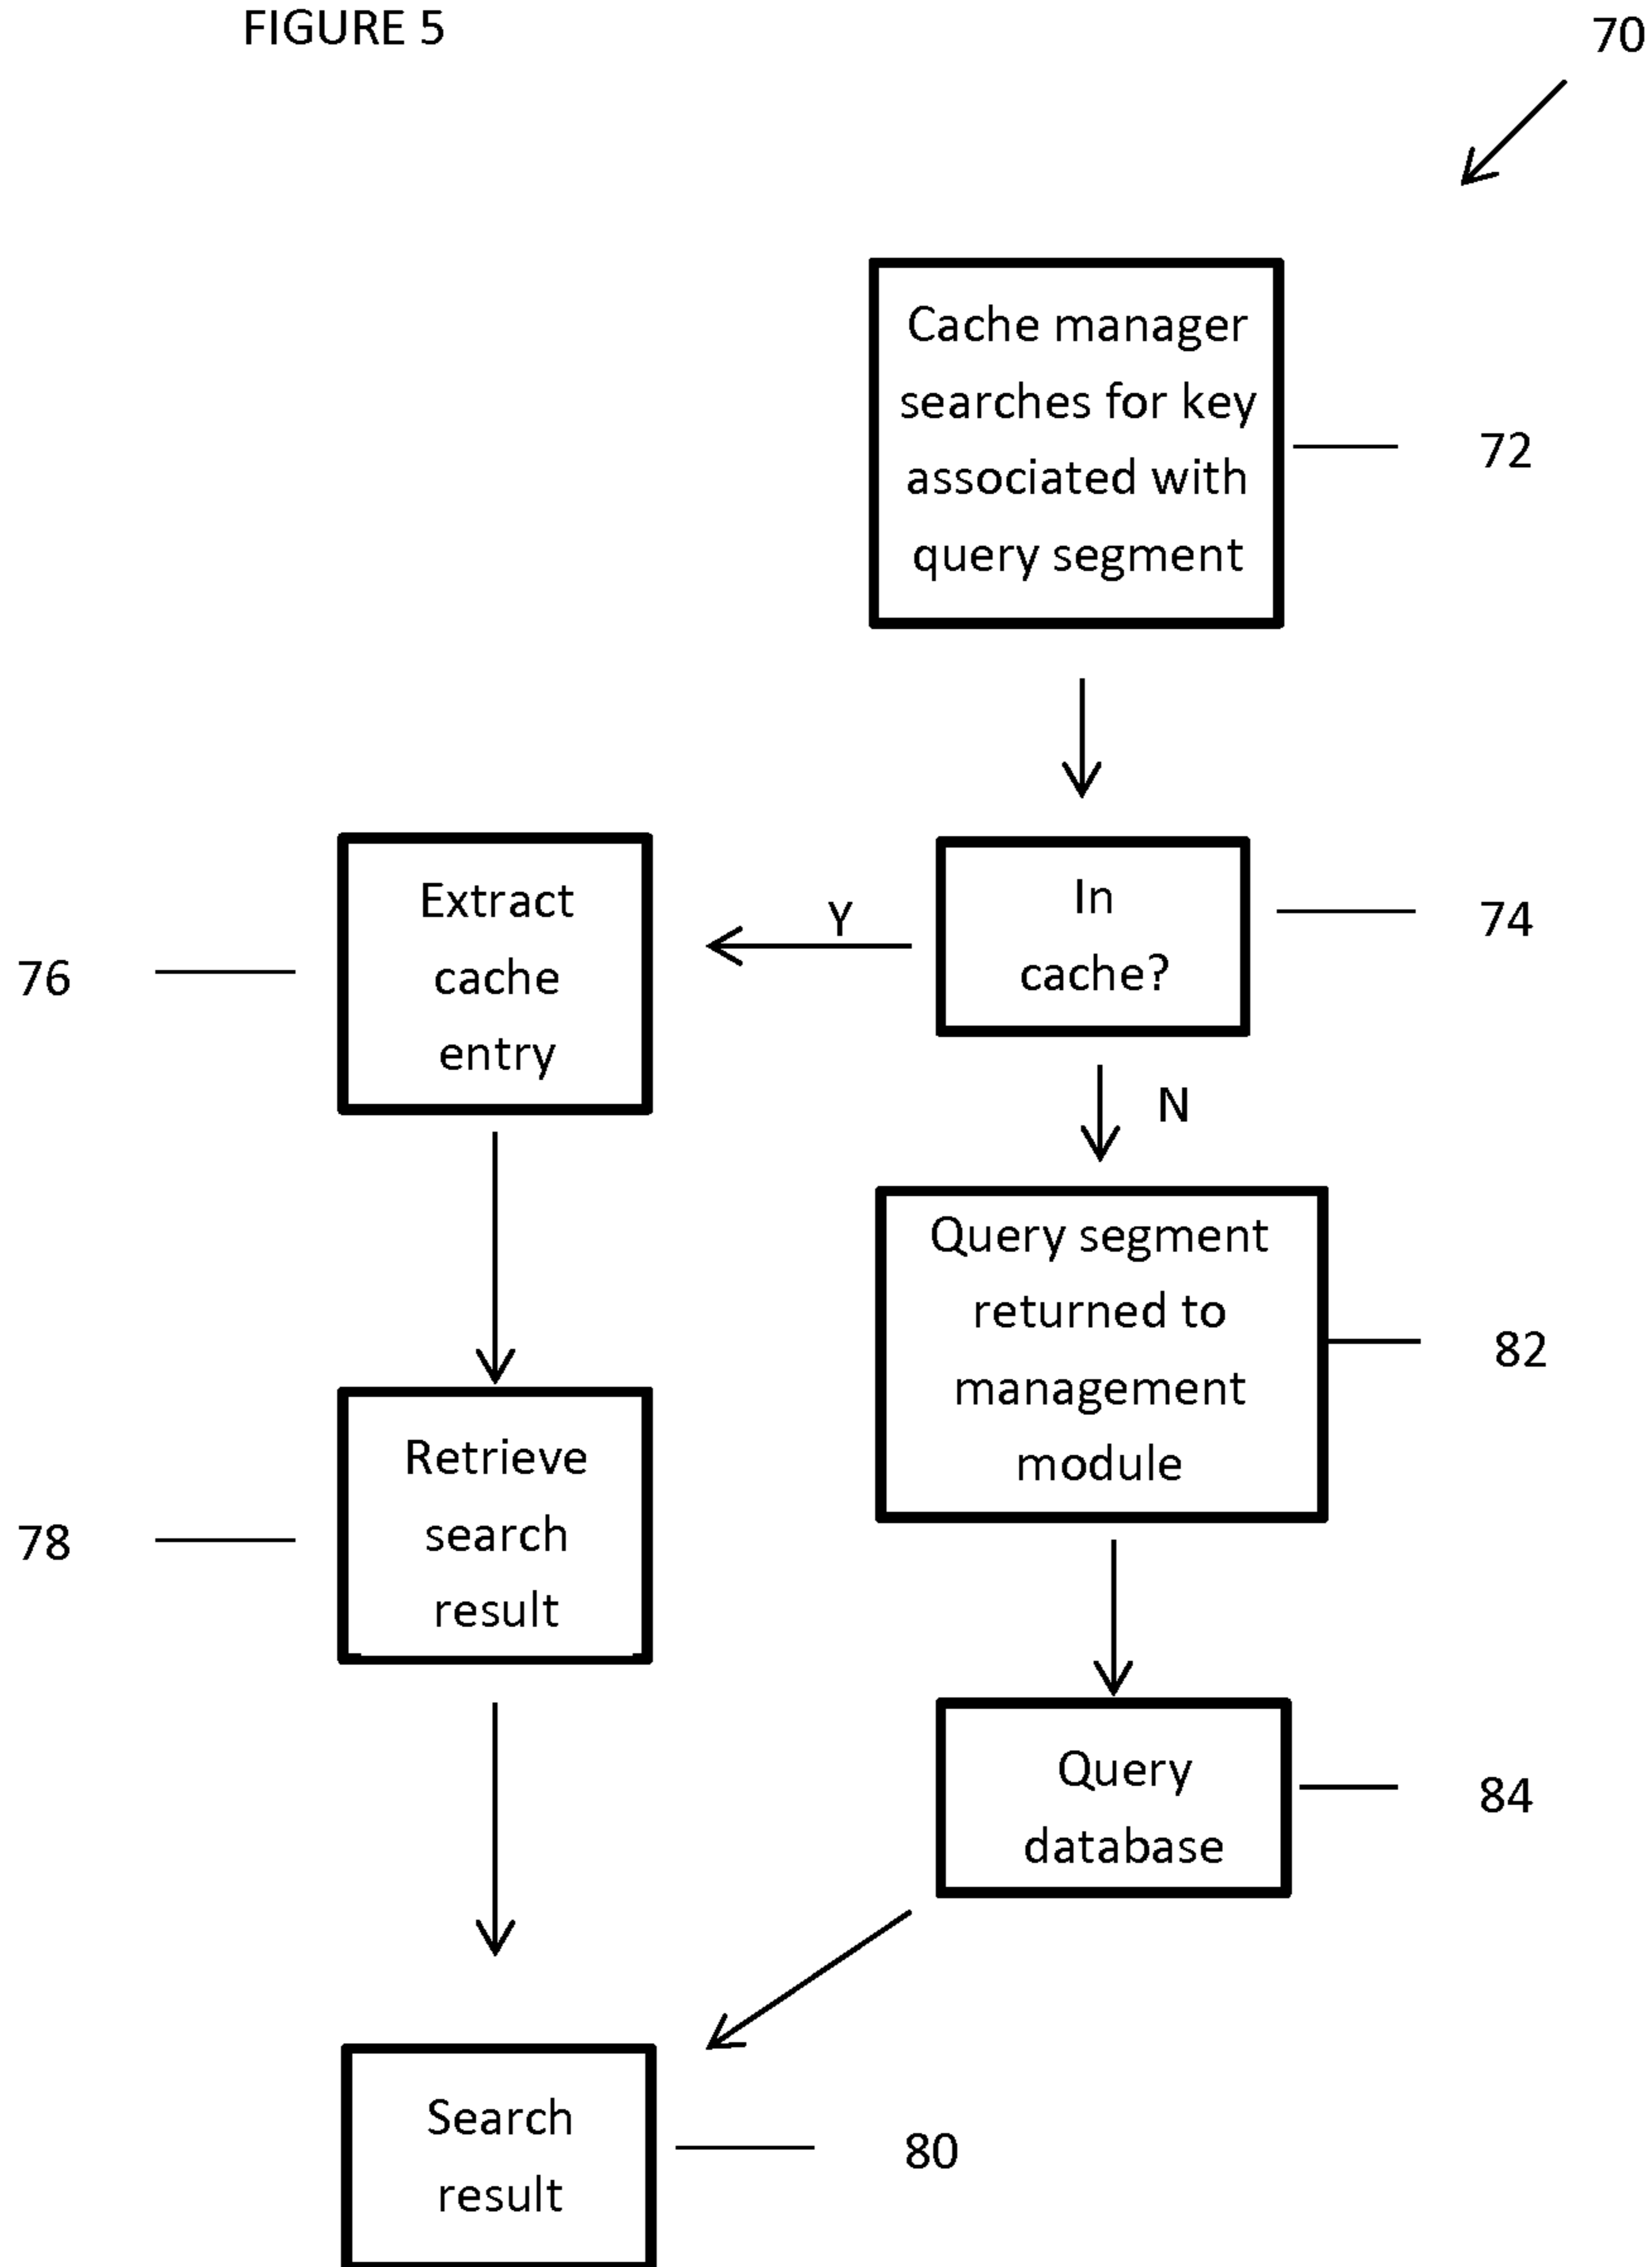 FIGURE 5
70
Cache manager
searches for key
associated with
query segment
72
In
cache?
74
Y
Extract
cache
entry
76
N
Query segment
returned to
management
module
82
Retrieve
search
result
78
Query
database
84
Search
result
80